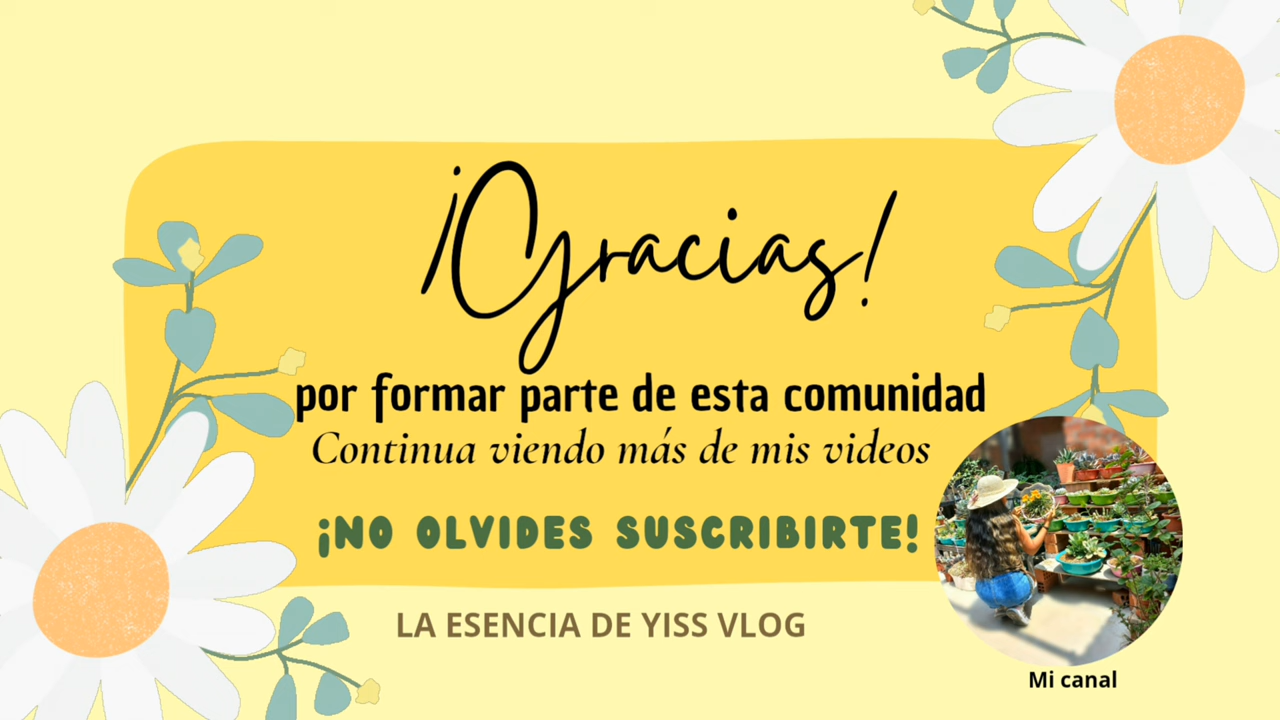 ¡Gracias!
por formar parte de esta comunidad
Continua viendo más de mis videos
¡NO OLVIDES SUSCRIBIRTE!
LA ESENCIA DE YISS VLOG
Mi canal